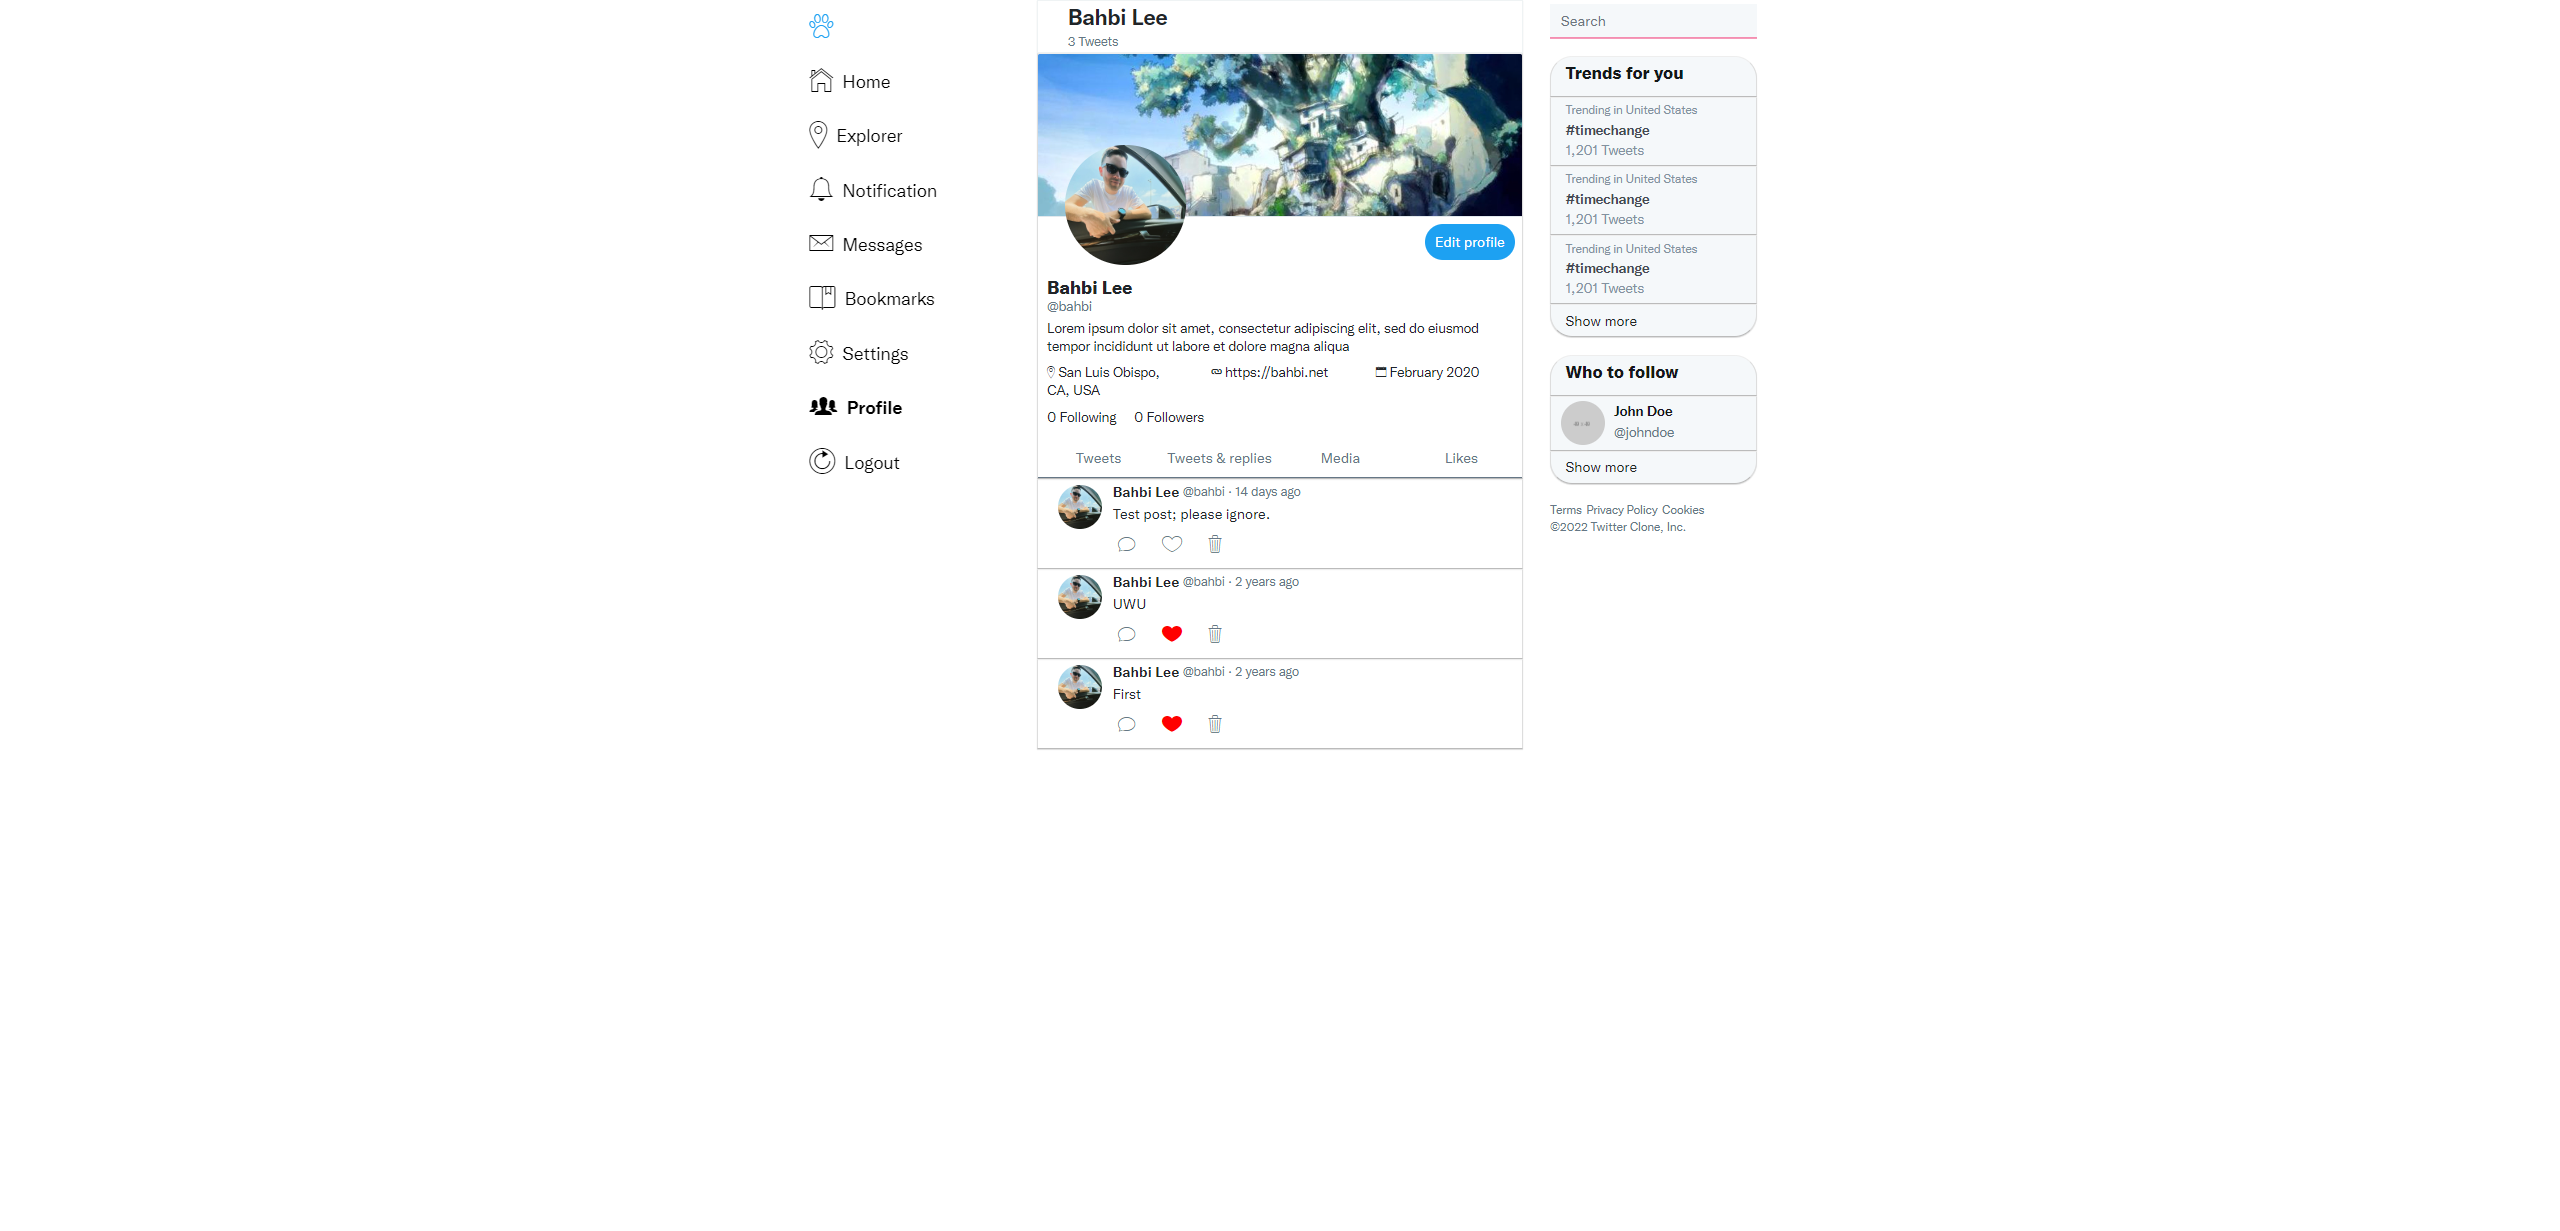 Home
Explorer
Notification
Messages
Bookmarks
Settings
Profile
Logout
Bahbi Lee
3 Tweets
Edit profile
Bahbi Lee
@bahbi
Lorem ipsum dolor sit amet, consectetur adipiscing elit, sed do eiusmod
tempor incididunt ut labore et dolore magna aliqua
San Luis Obispo,
CA, USA
https://bahbi.net
February 2020
0 Following 0 Followers
Tweets Tweets & replies Media Likes
Bahbi Lee @bahbi · 14 days ago
Test post; please ignore.
Bahbi Lee @bahbi · 2 years ago
UWU
Bahbi Lee @bahbi · 2 years ago
First
Search
Trends for you
Trending in United States
#timechange
1,201 Tweets
Trending in United States
#timechange
1,201 Tweets
Trending in United States
#timechange
1,201 Tweets
Show more
Who to follow
John Doe
@johndoe
Show more
Terms Privacy Policy Cookies
©2022 Twitter Clone, Inc.